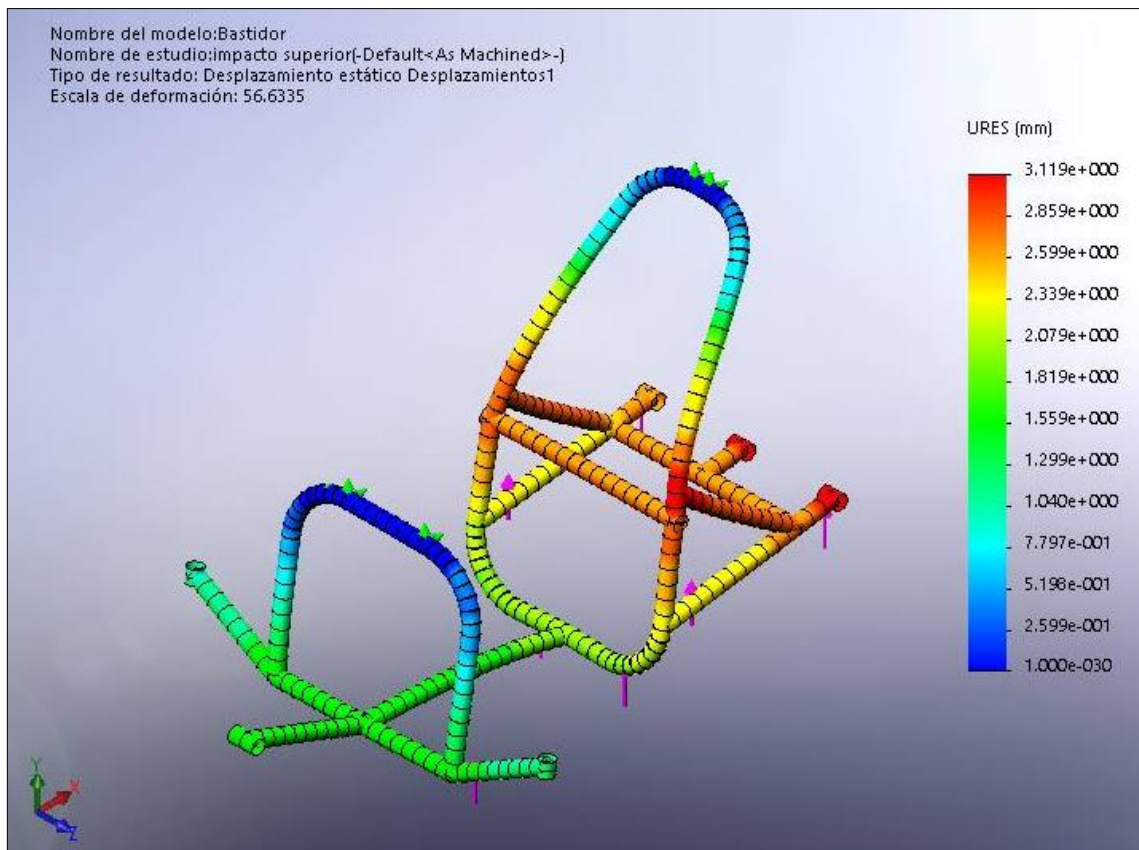 Nombre del modelo:Bastidor
Nombre de estudio:impacto superior(-Default<As Machined>-)
Tipo de resultado: Desplazamiento estático Desplazamientos1
Escala de deformación: 56.6335
URES (mm)
3.119e+000
2.859e+000
2.599e+000
2.339e+000
2.079e+000
1.819e+000
1.559e+000
1.299e+000
1.040e+000
7.797e-001
5.198e-001
2.599e-001
1.000e-030
Y
X
Z